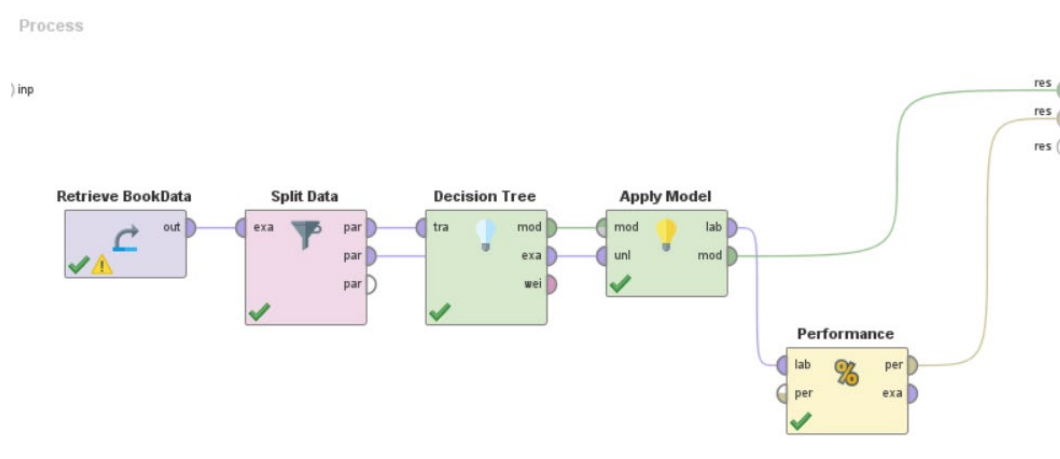 Process
inp
res
res
res
Retrieve BookData
out
Split Data
exa
par
par
par
Decision Tree
tra
mod
exa
wei
Apply Model
mod
lab
unl
mod
Performance
lab
%
per
per
exa